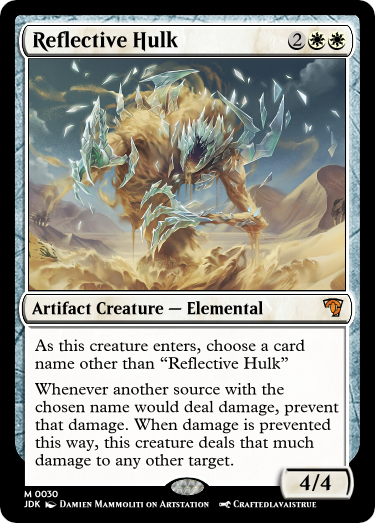 Reflective Hulk 2
Artifact Creature — Elemental
As this creature enters, choose a card
name other than “Reflective Hulk”
Whenever another source with the
chosen name would deal damage, prevent
that damage. When damage is prevented
this way, this creature deals that much
damage to any other target.
4/4
M 0030
JDK Damien Mammoliti on Artstation Craftedlavaistrue